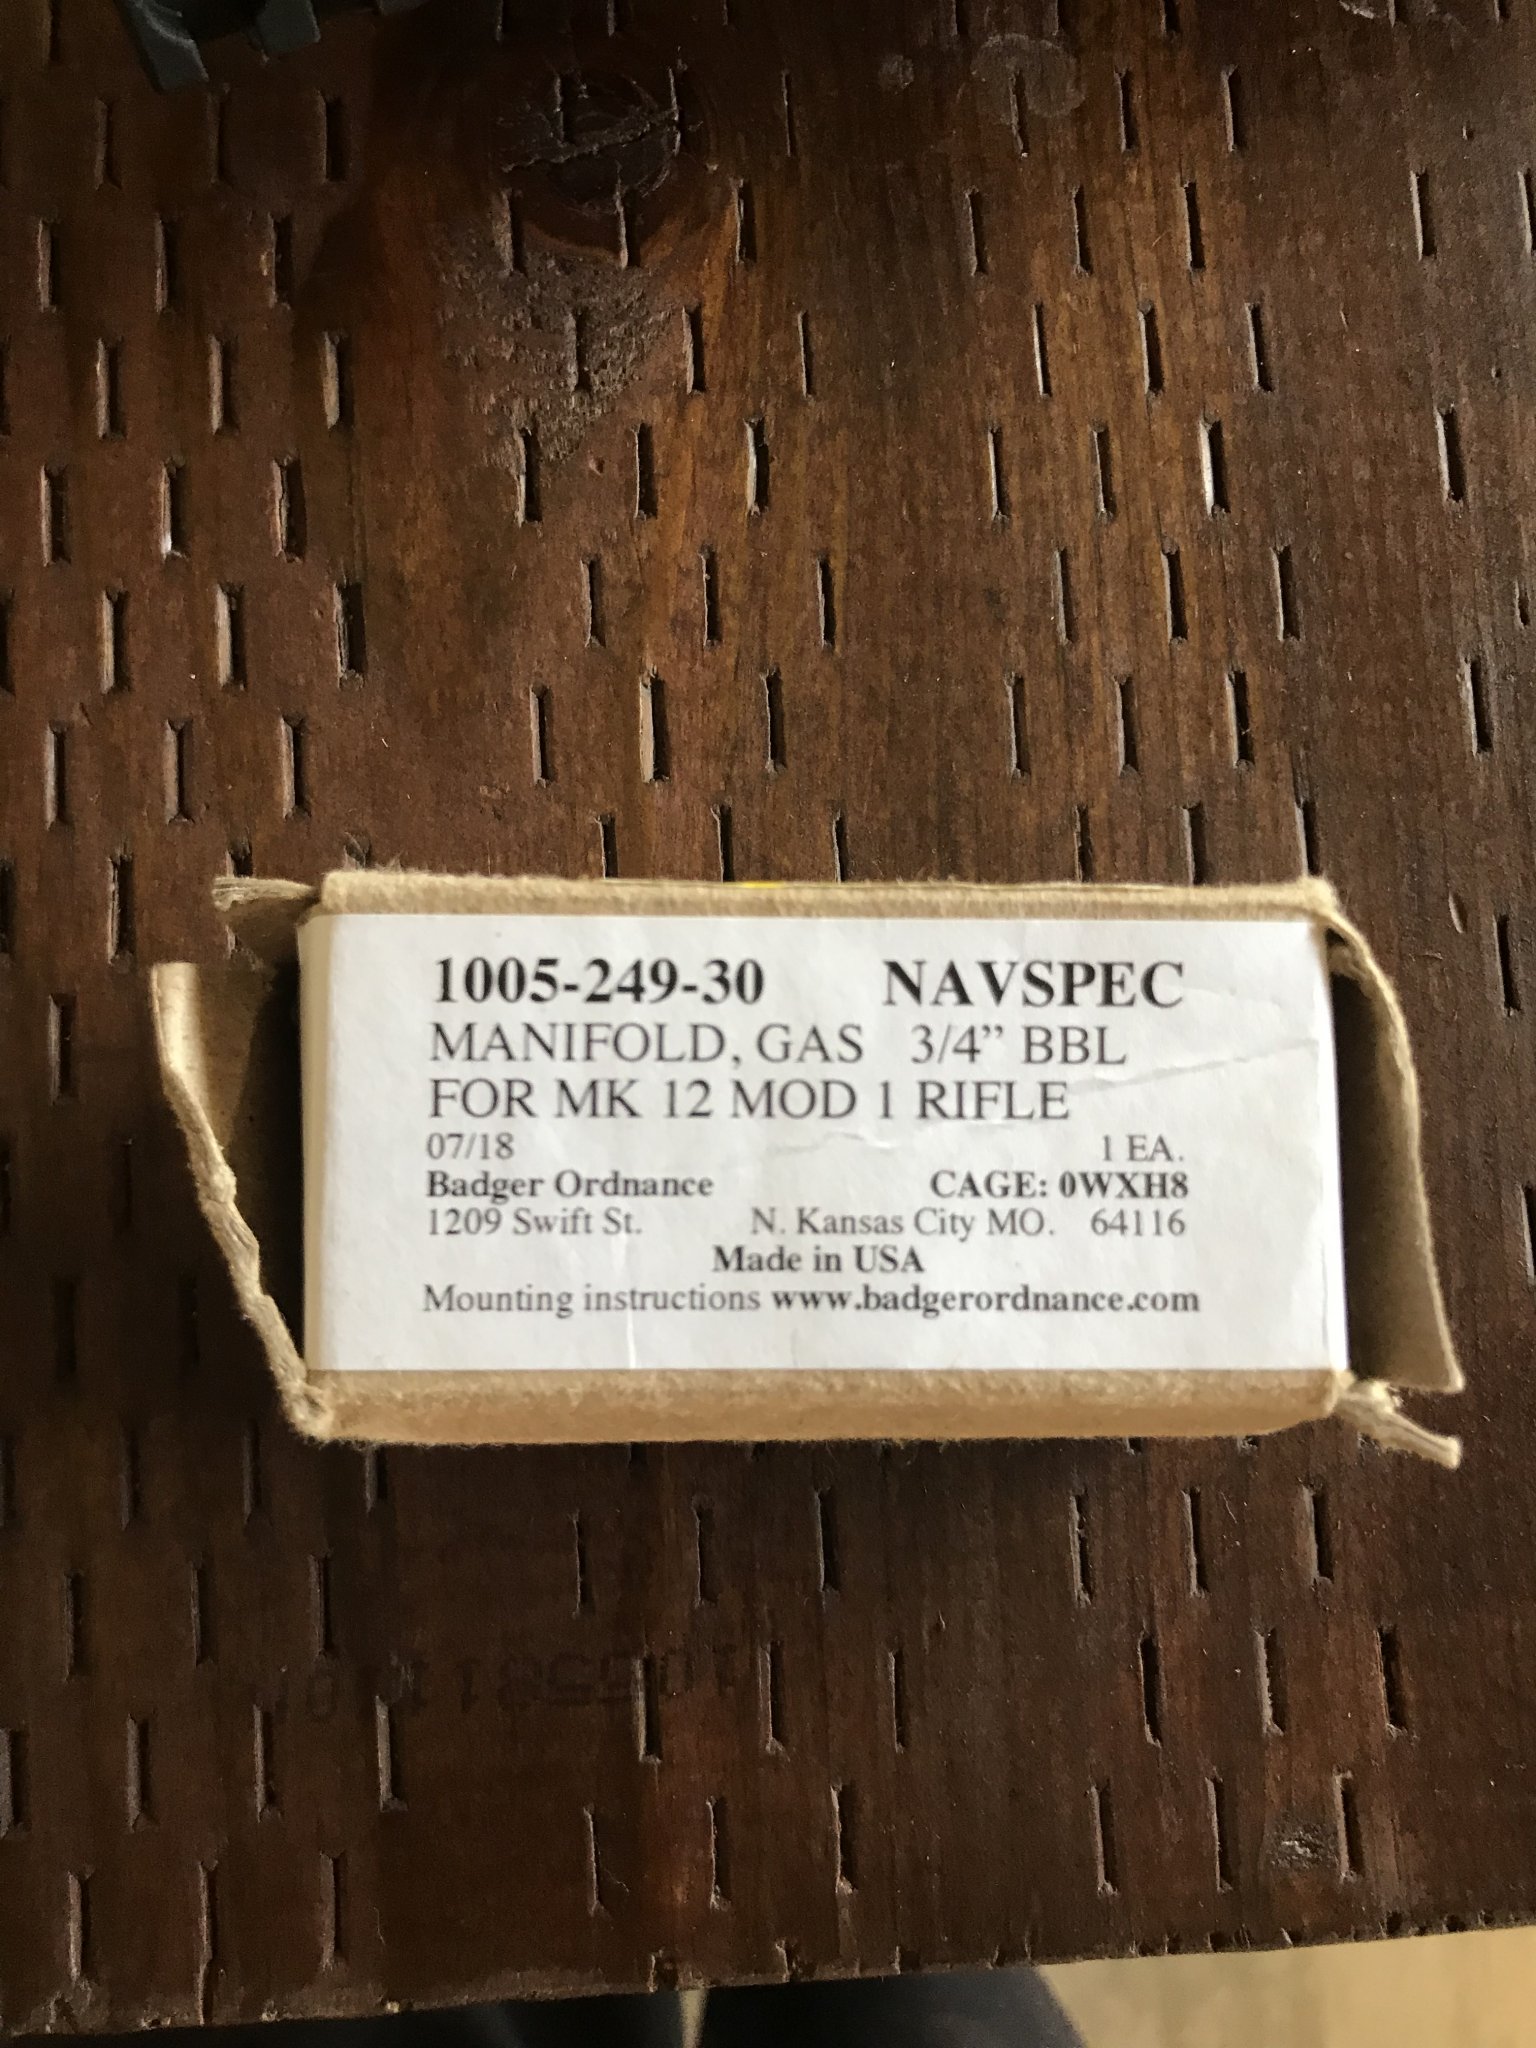 1005-249-30 NAVSPEC
MANIFOLD, GAS 3/4" BBL
FOR MK 12 MOD 1 RIFLE
07/18 1 EA.
Badger Ordnance CAGE: 0WXH8
1209 Swift St. N. Kansas City MO. 64116
Made in USA
Mounting instructions www.badgerordnance.com